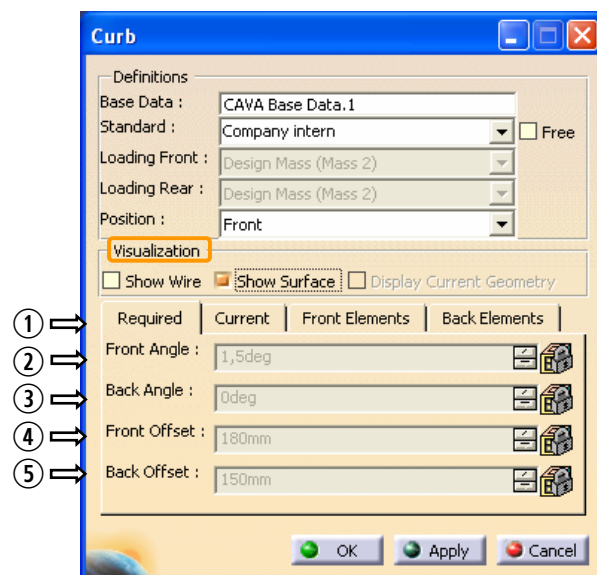 Curb
Definitions
Base Data : CAVA Base Data.1
Standard : Company intern Free
Loading Front : Design Mass (Mass 2)
Loading Rear : Design Mass (Mass 2)
Position : Front
Visualization
Show Wire Show Surface Display Current Geometry
① Required Current Front Elements Back Elements
② Front Angle : 1,5deg
③ Back Angle : 0deg
④ Front Offset : 180mm
⑤ Back Offset : 150mm
OK Apply Cancel